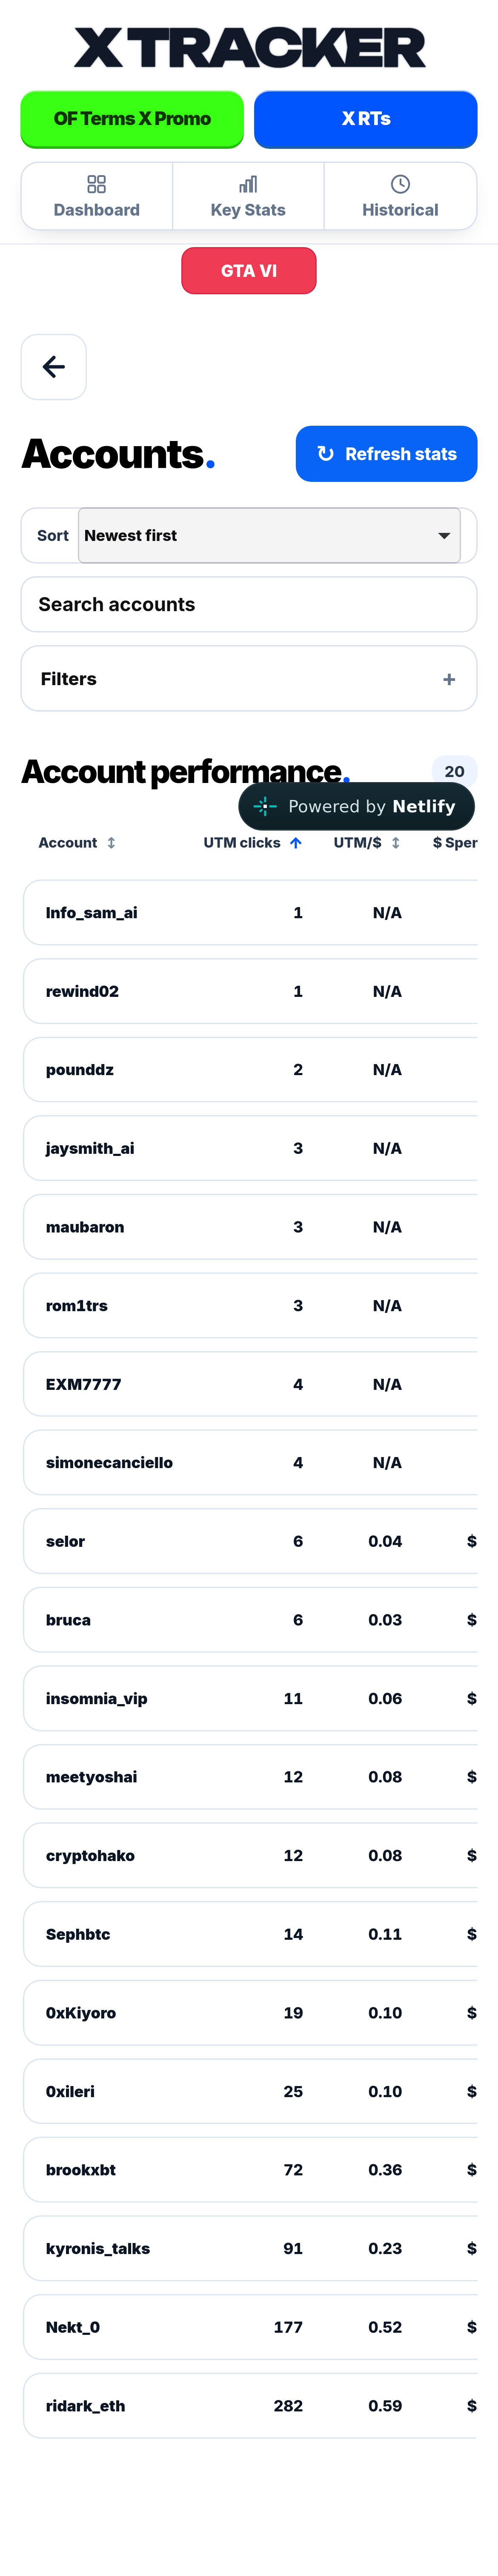 X TRACKER
OF Terms X Promo
X RTs
Dashboard
Key Stats
Historical
GTA VI
Accounts.
↻ Refresh stats
Sort Newest first
Search accounts
Filters +
Account performance. 20
Powered by Netlify
Account ↕ UTM clicks ↑ UTM/$ ↕ $ Sper
Info_sam_ai 1 N/A
rewind02 1 N/A
pounddz 2 N/A
jaysmith_ai 3 N/A
maubaron 3 N/A
rom1trs 3 N/A
EXM7777 4 N/A
simonecanciello 4 N/A
selor 6 0.04 $
bruca 6 0.03 $
insomnia_vip 11 0.06 $
meetyoshai 12 0.08 $
cryptohako 12 0.08 $
Sephbtc 14 0.11 $
0xKiyoro 19 0.10 $
0xileri 25 0.10 $
brookxbt 72 0.36 $
kyronis_talks 91 0.23 $
Nekt_0 177 0.52 $
ridark_eth 282 0.59 $